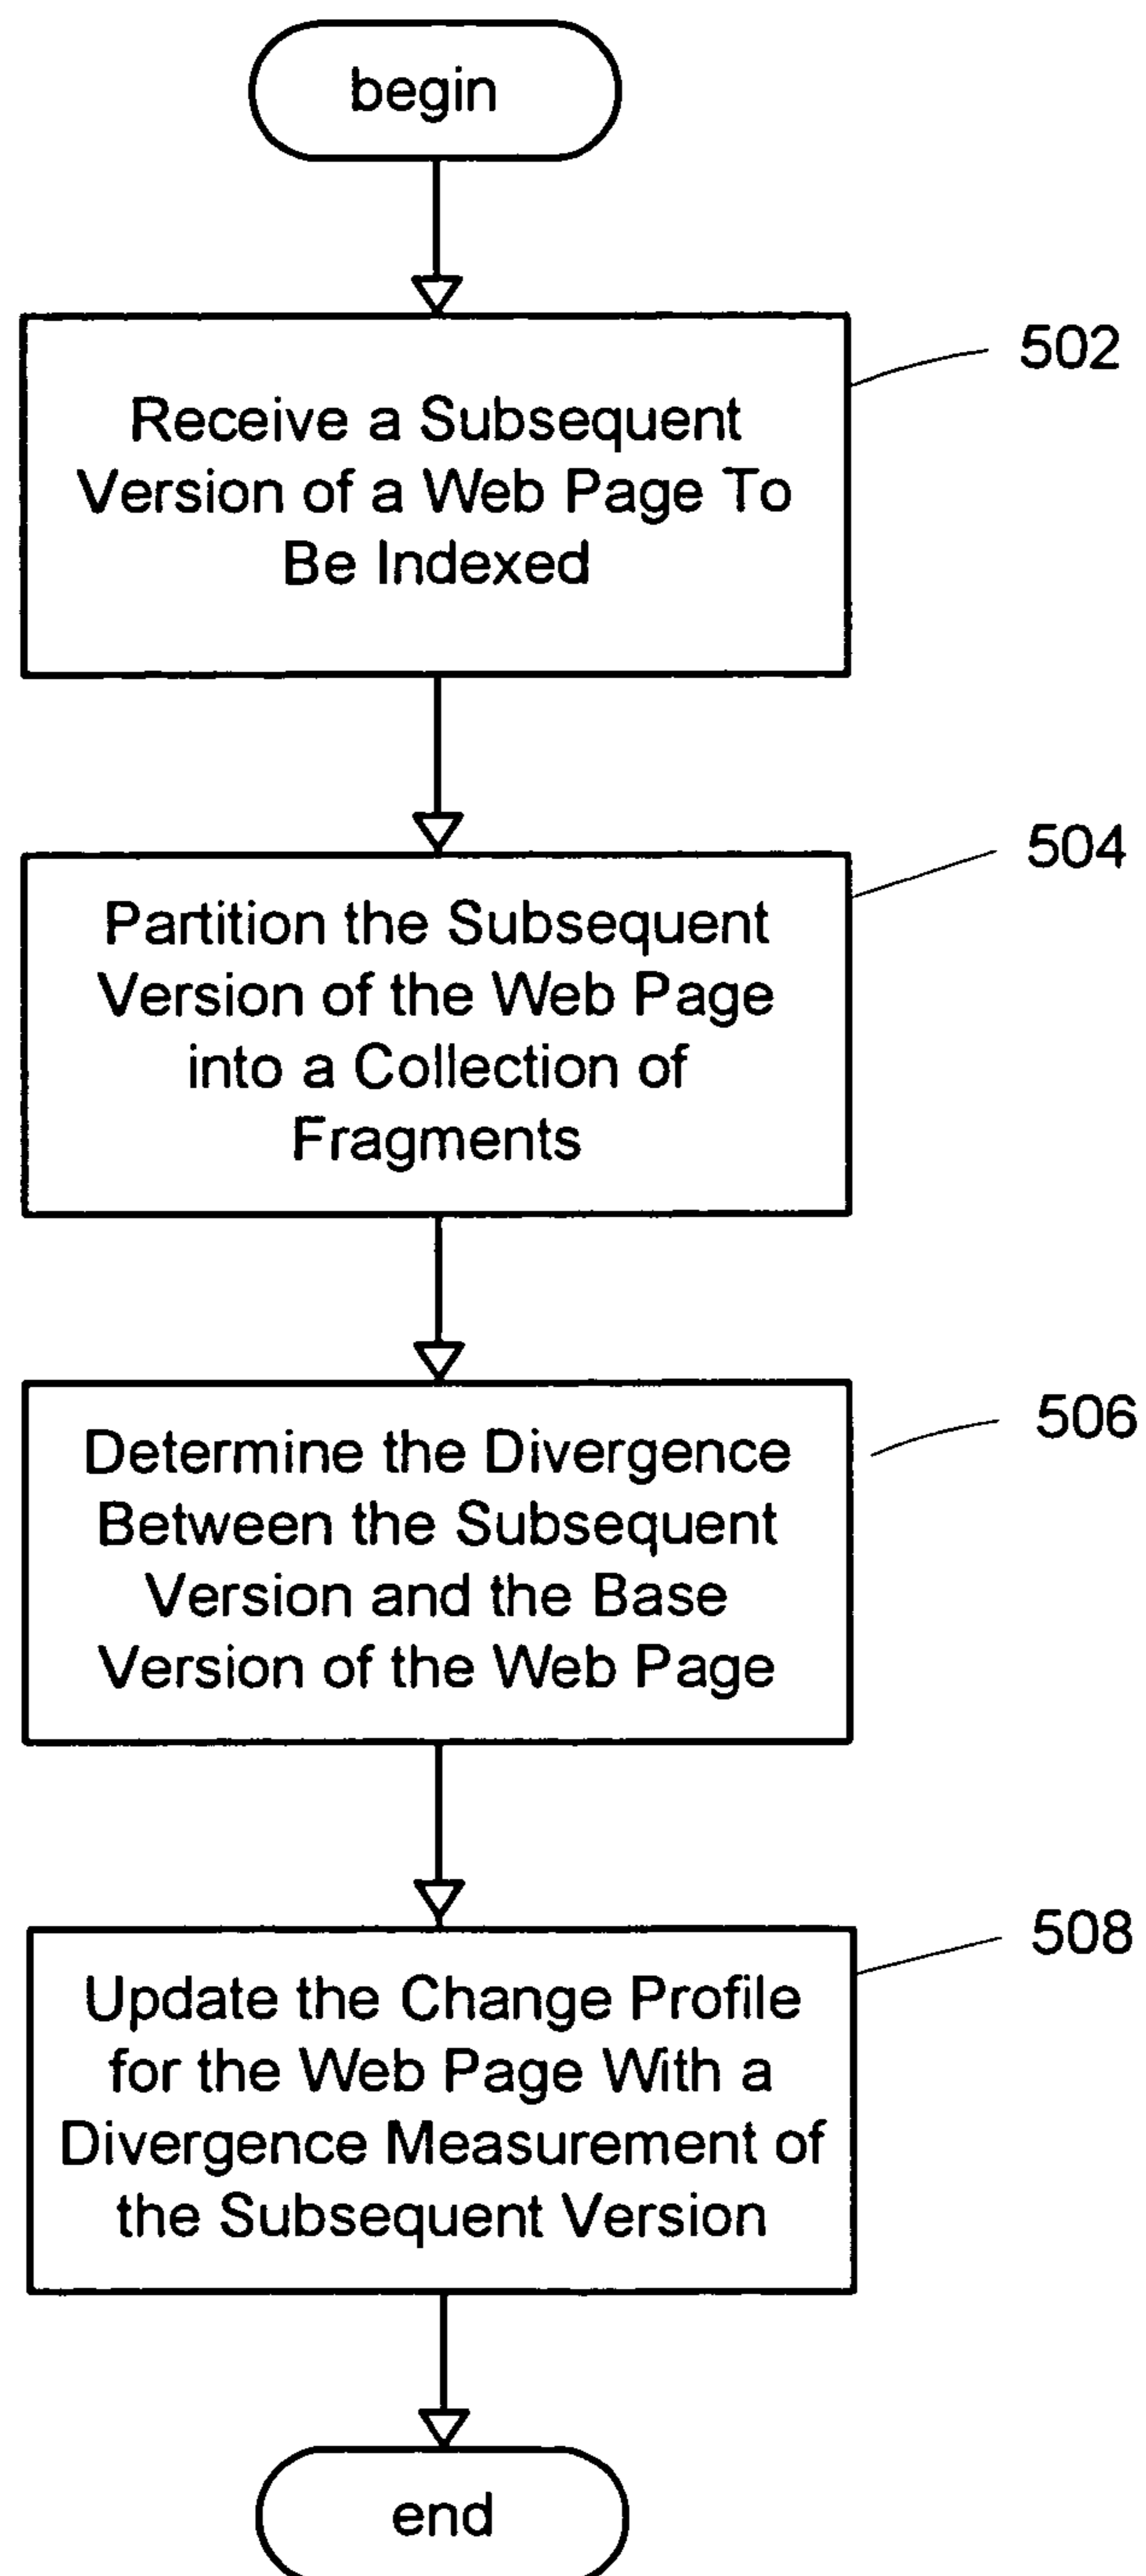 begin
Receive a Subsequent
Version of a Web Page To
Be Indexed
502
Partition the Subsequent
Version of the Web Page
into a Collection of
Fragments
504
Determine the Divergence
Between the Subsequent
Version and the Base
Version of the Web Page
506
Update the Change Profile
for the Web Page With a
Divergence Measurement of
the Subsequent Version
508
end